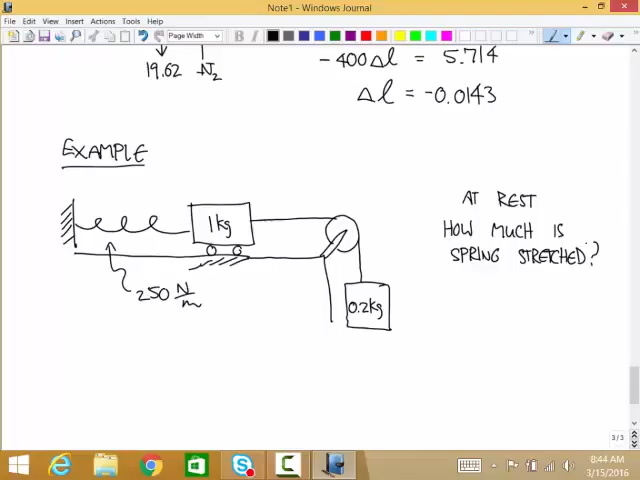 Note1 - Windows Journal
File Edit View Insert Actions Tools Help
Page Width
B
19.62 N₂
-400Δl = 5.714
Δl = -0.0143
EXAMPLE
1kg
250 N/m
0.2kg
AT REST
HOW MUCH IS
SPRING STRETCHED?
3/3
8:44 AM
3/15/2016